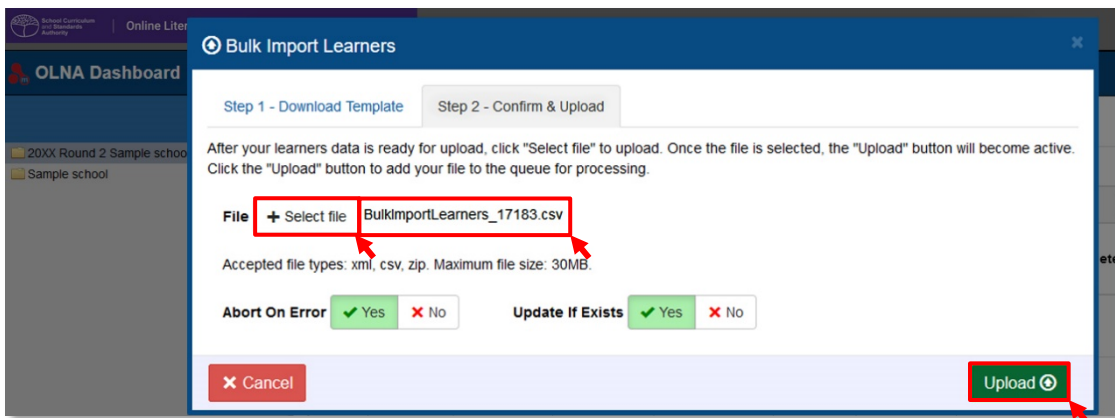 School Curriculum
and Standards
Authority
Online Liter
Bulk Import Learners
×
OLNA Dashboard
Step 1 - Download Template
Step 2 - Confirm & Upload
20XX Round 2 Sample schoo
Sample school
After your learners data is ready for upload, click "Select file" to upload. Once the file is selected, the "Upload" button will become active.
Click the "Upload" button to add your file to the queue for processing.
File + Select file BulkImportLearners_17183.csv
Accepted file types: xml, csv, zip. Maximum file size: 30MB.
ete
Abort On Error Yes No Update If Exists Yes No
Cancel
Upload